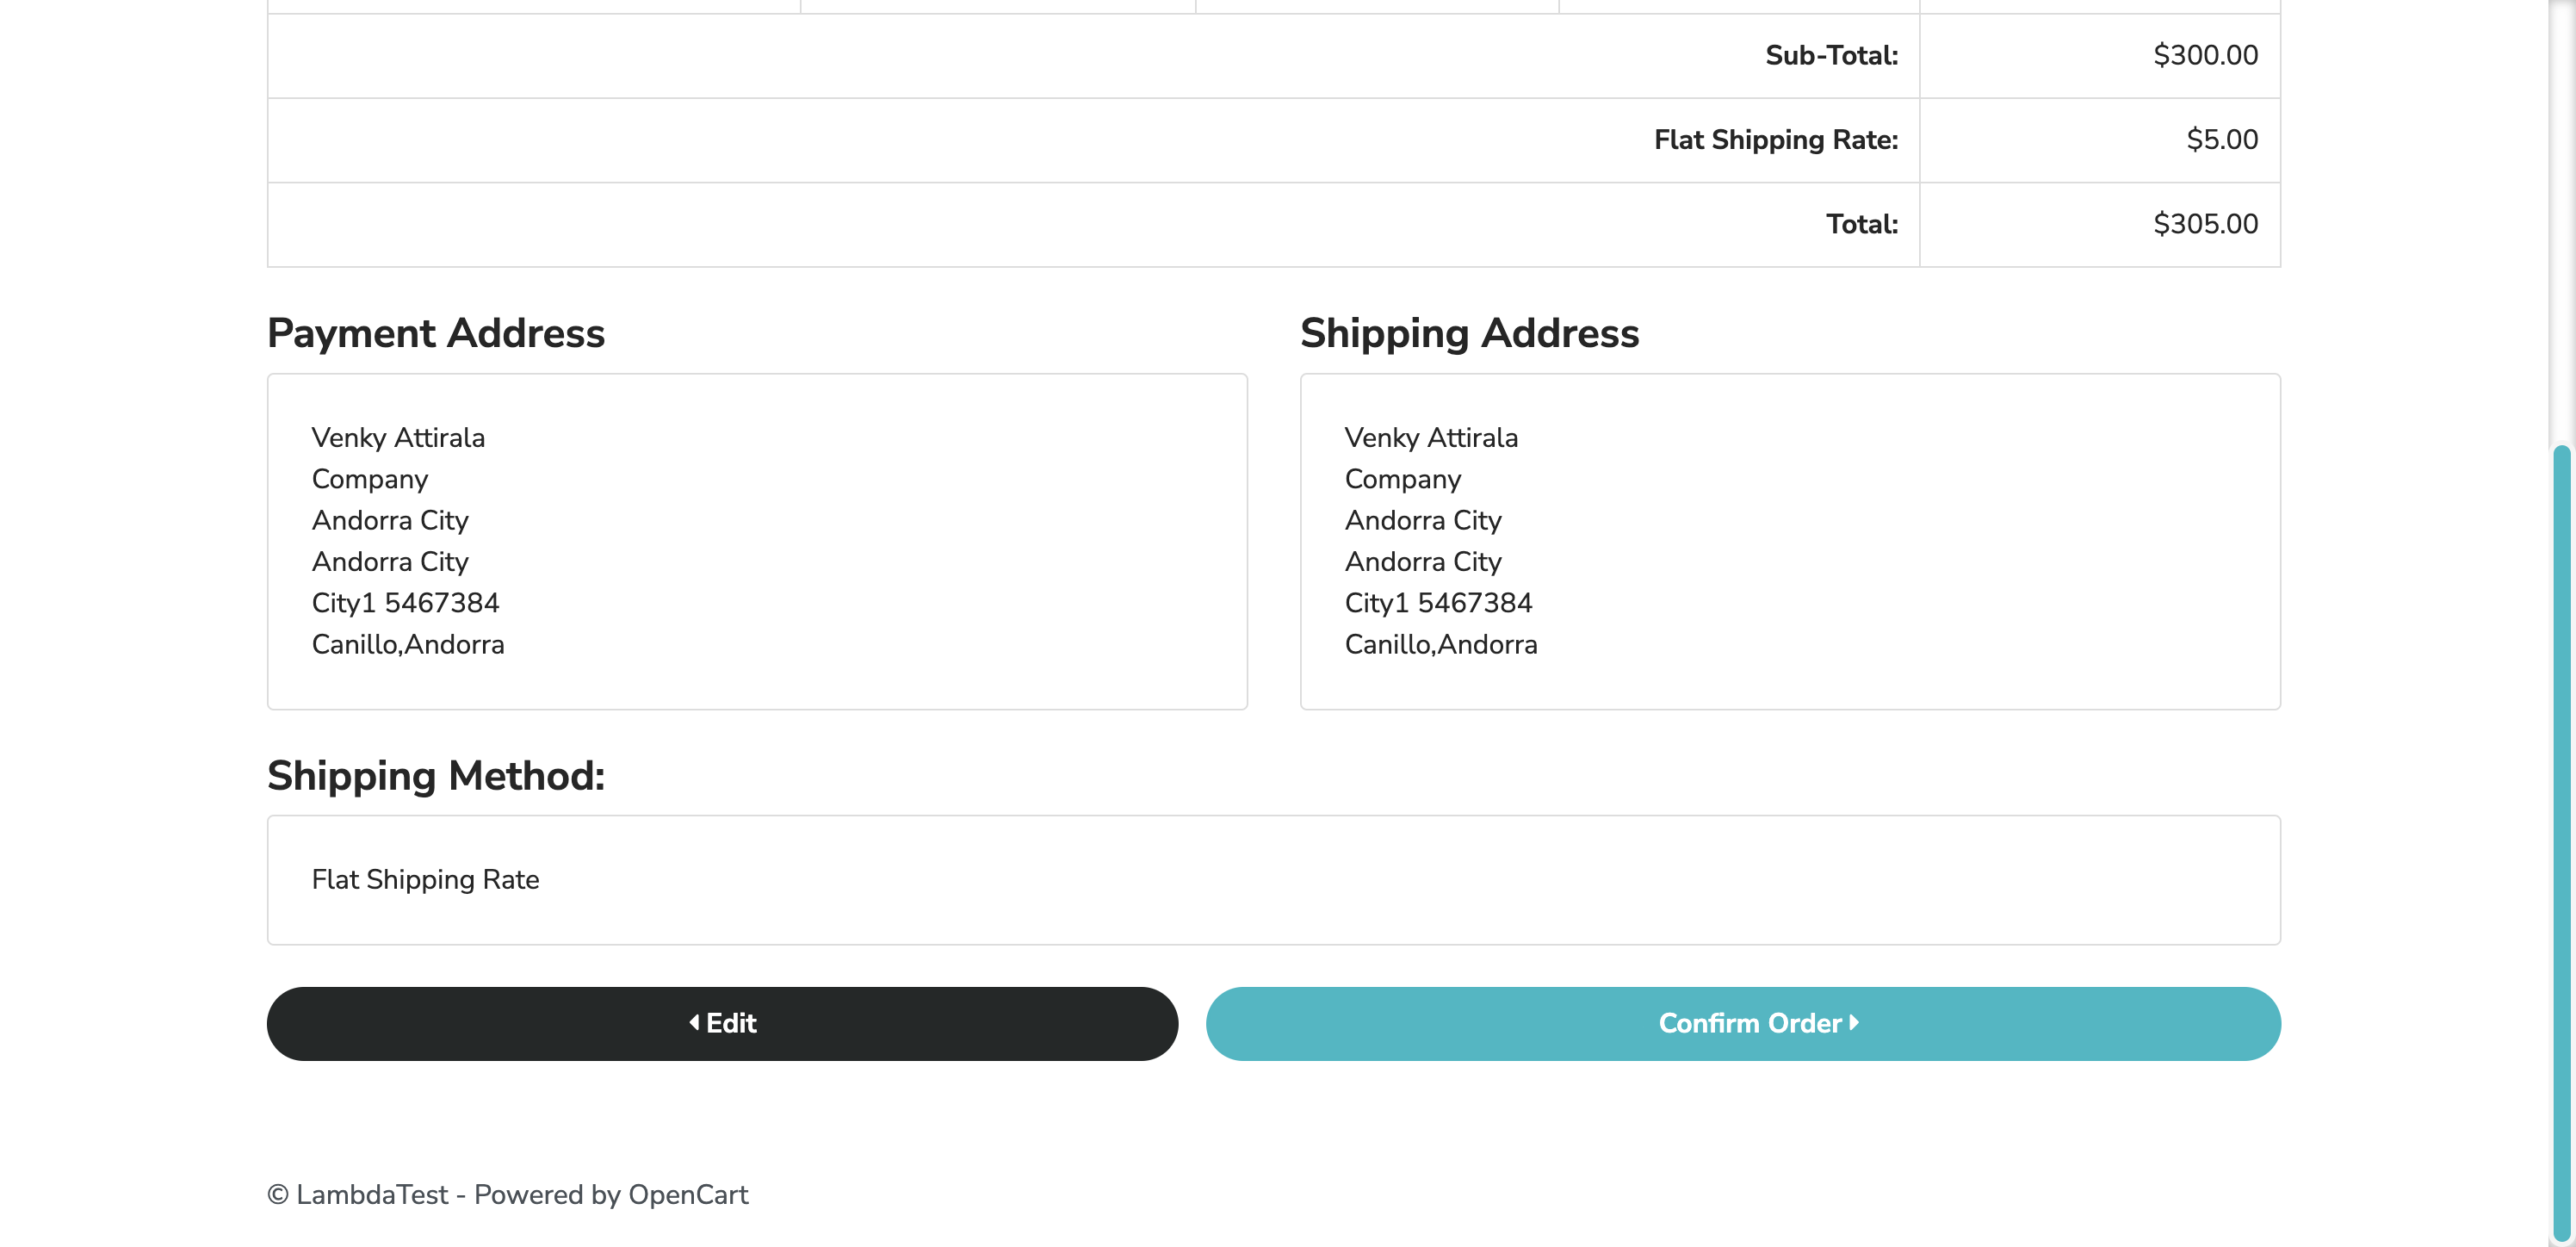 Sub-Total: $300.00
Flat Shipping Rate: $5.00
Total: $305.00
Payment Address
Venky Attirala
Company
Andorra City
Andorra City
City1 5467384
Canillo,Andorra
Shipping Address
Venky Attirala
Company
Andorra City
Andorra City
City1 5467384
Canillo,Andorra
Shipping Method:
Flat Shipping Rate
Edit
Confirm Order
© LambdaTest - Powered by OpenCart